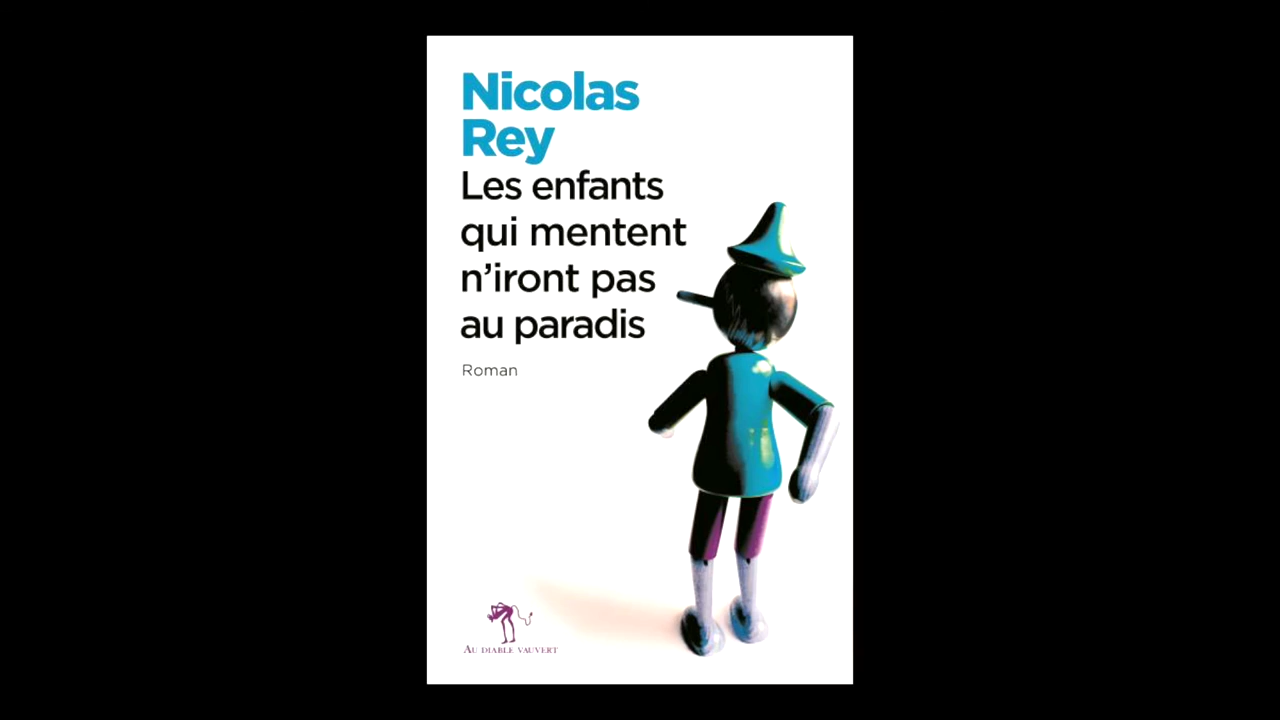 Nicolas
Rey
Les enfants
qui mentent
n’iront pas
au paradis
Roman
AU DIABLE VAUVERT